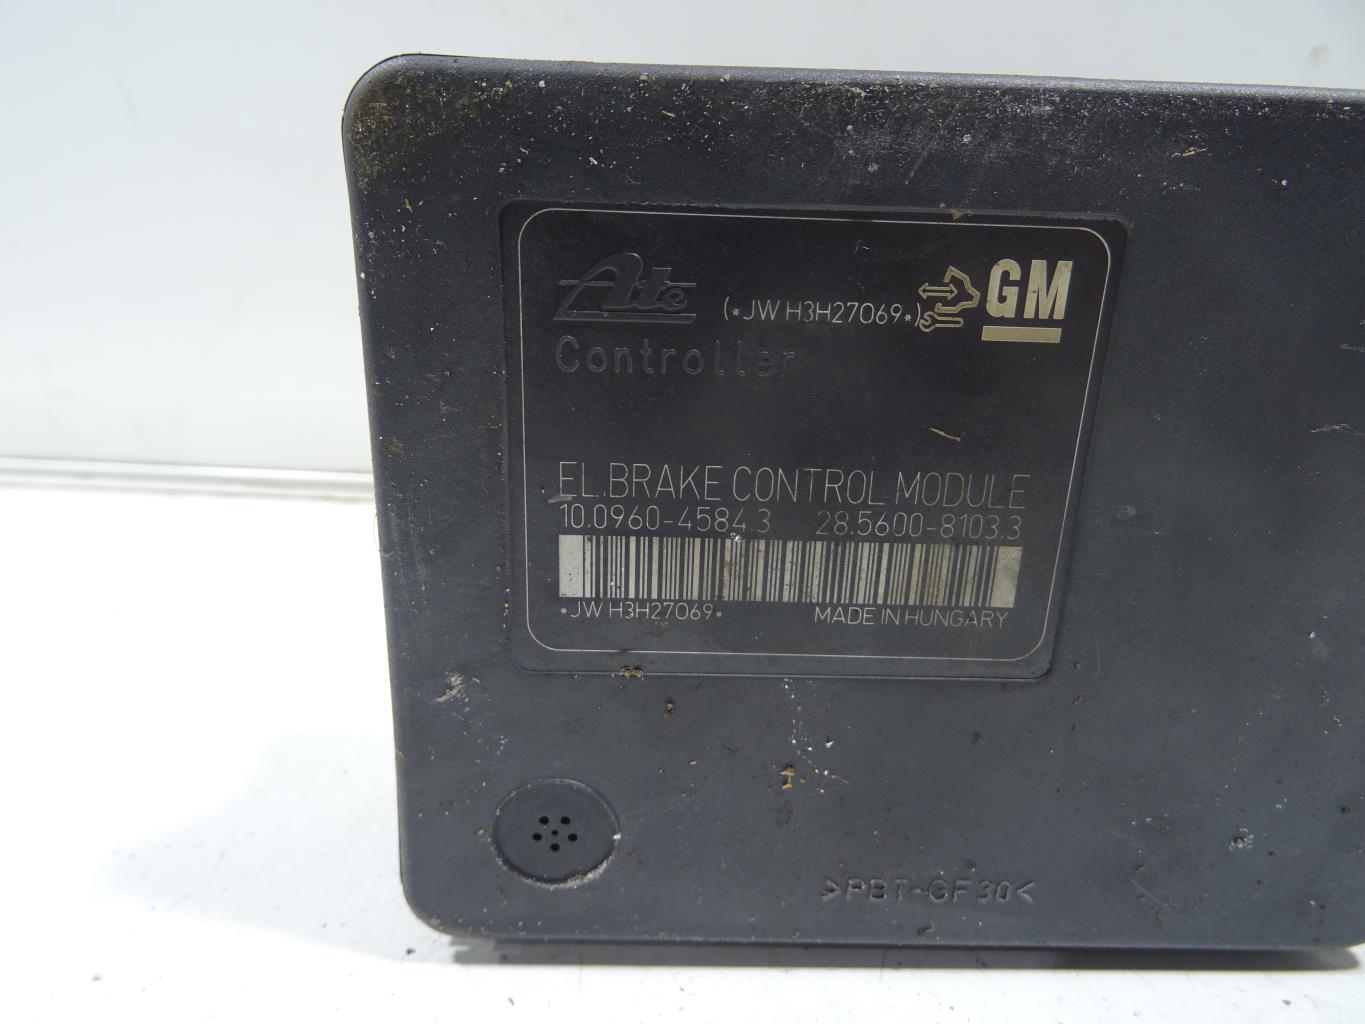 Ate (*JW H3H27069*) GM
Controller
EL.BRAKE CONTROL MODULE
10.0960-4584.3 28.5600-8103.3
*JW H3H27069* MADE IN HUNGARY
>PBT-GF30<